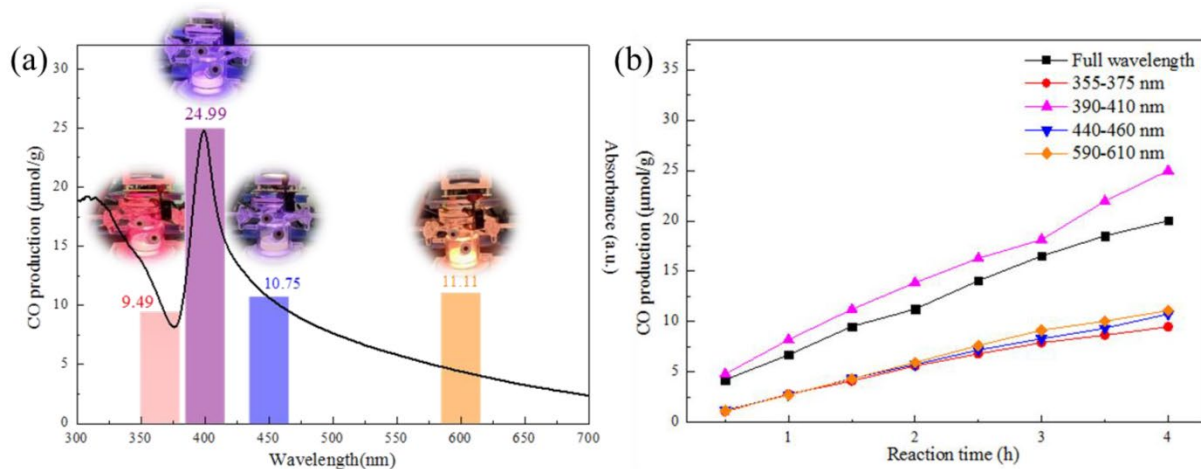 (a)
CO production (μmol/g)
30
25
20
15
10
5
0
24.99
9.49
10.75
11.11
300 350 400 450 500 550 600 650 700
Wavelength(nm)
Absorbance (a.u.)
(b)
CO production (μmol/g)
35
30
25
20
15
10
5
0
Full wavelength
355-375 nm
390-410 nm
440-460 nm
590-610 nm
1 2 3 4
Reaction time (h)